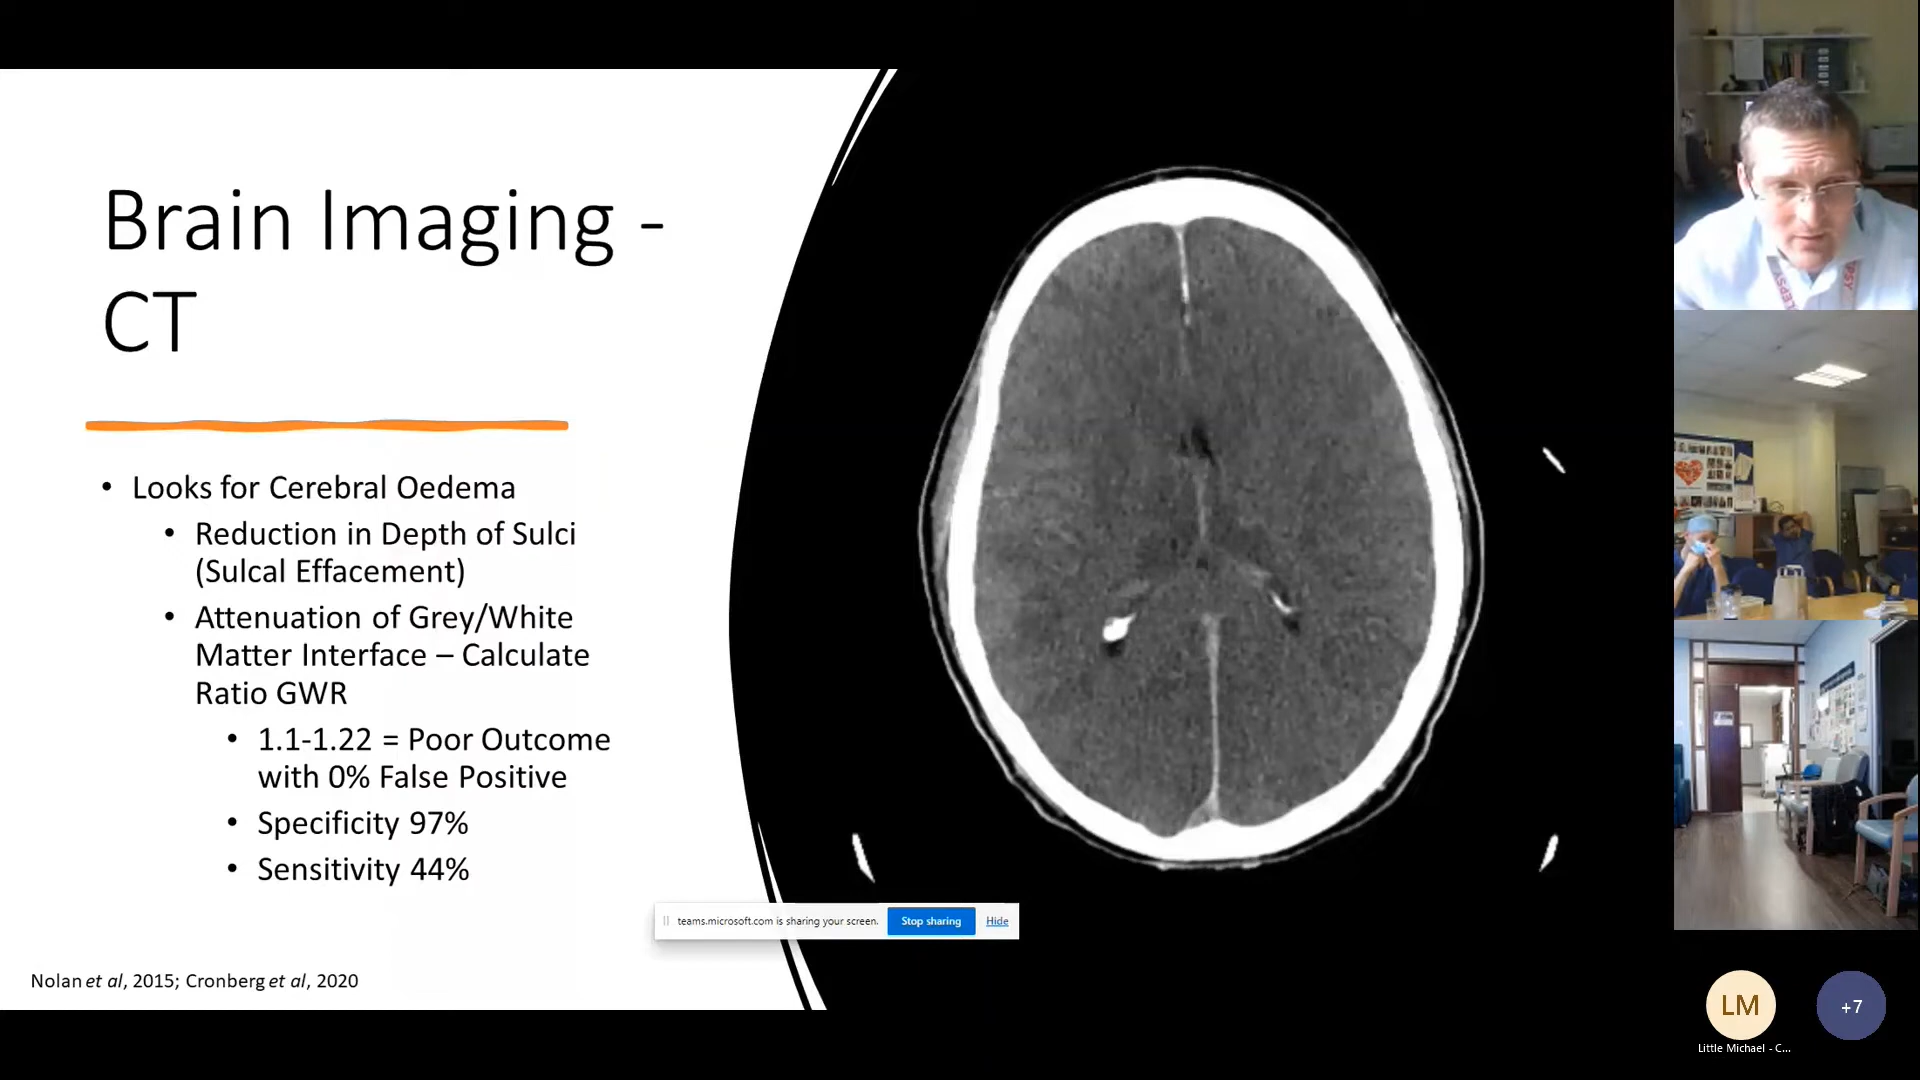 Brain Imaging -
CT
• Looks for Cerebral Oedema
• Reduction in Depth of Sulci
(Sulcal Effacement)
• Attenuation of Grey/White
Matter Interface – Calculate
Ratio GWR
• 1.1-1.22 = Poor Outcome
with 0% False Positive
• Specificity 97%
• Sensitivity 44%
teams.microsoft.com is sharing your screen. Stop sharing Hide
Nolan et al, 2015; Cronberg et al, 2020
LEPSY
EPSY
LM
+7
Little Michael - C...